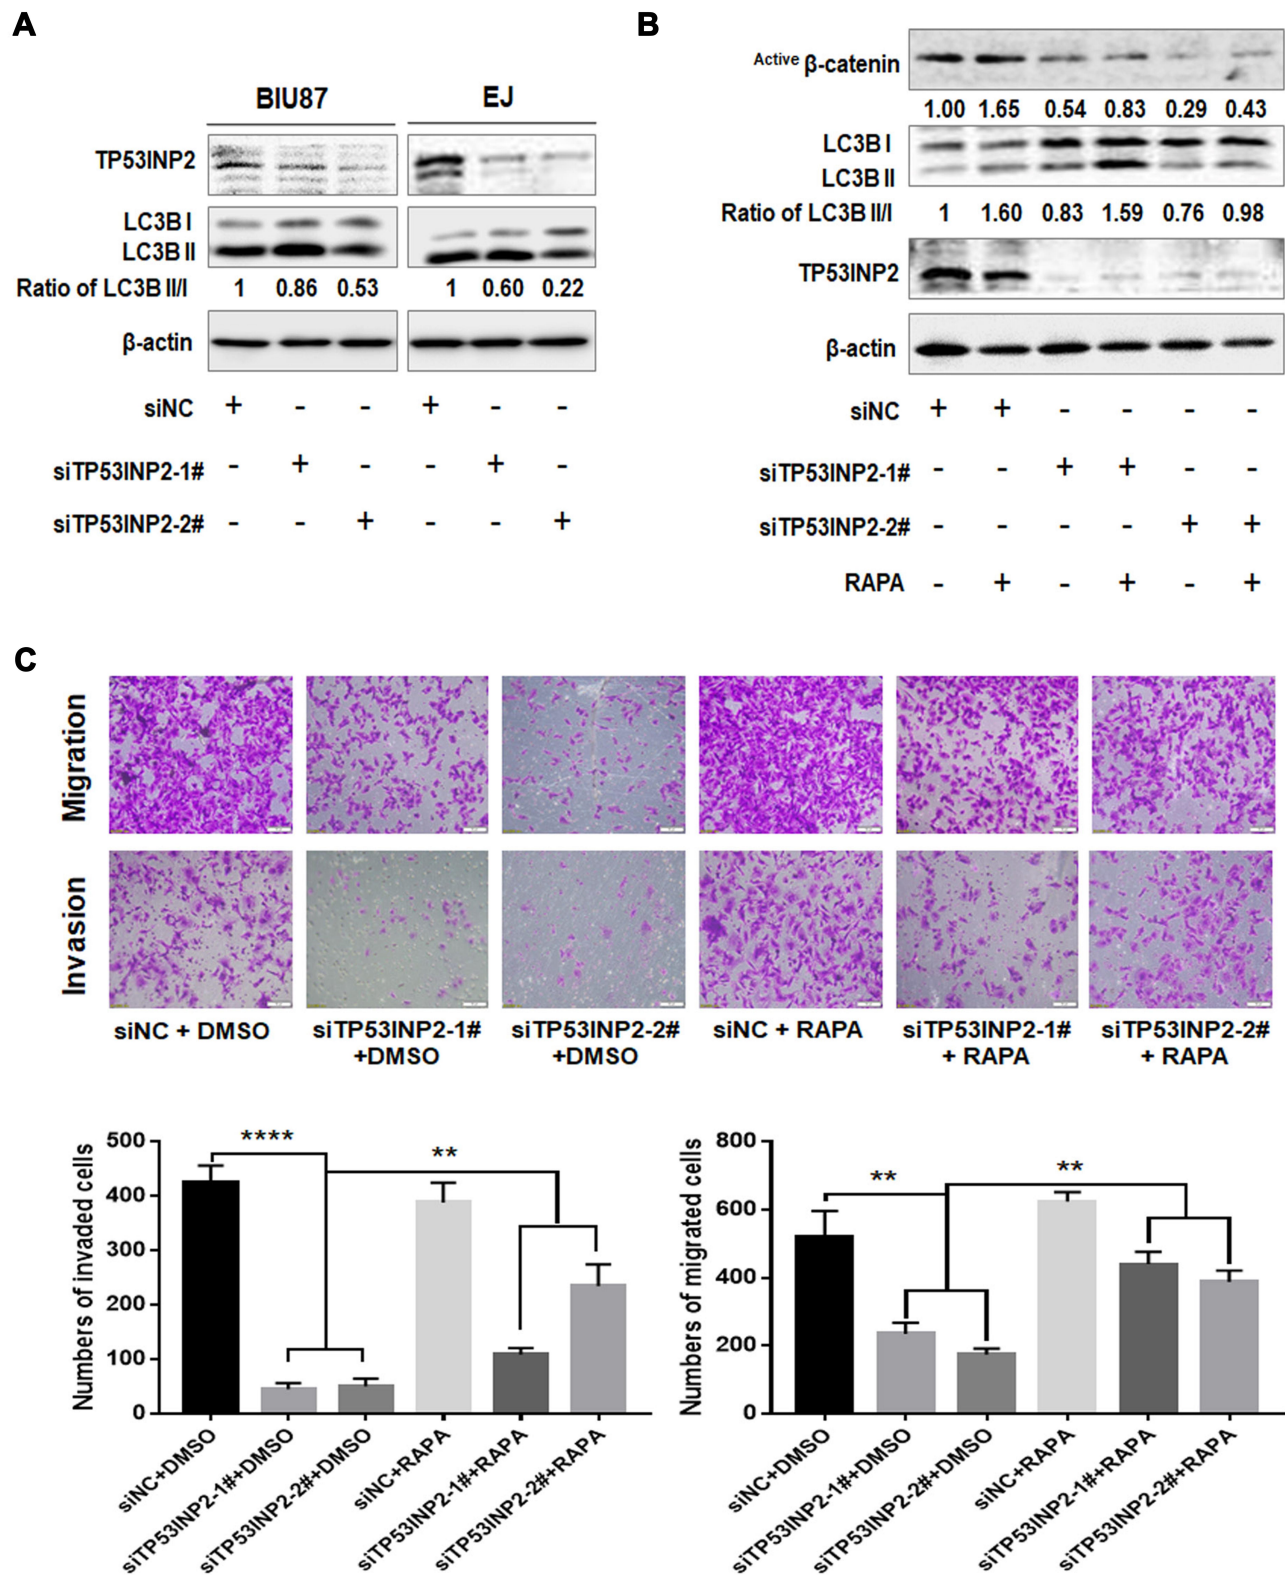 A
BIU87 EJ
TP53INP2
LC3B I
LC3B II
Ratio of LC3B II/I 1 0.86 0.53 1 0.60 0.22
β-actin
siNC + - - + - -
siTP53INP2-1# - + - - + -
siTP53INP2-2# - - + - - +
B
Active β-catenin
1.00 1.65 0.54 0.83 0.29 0.43
LC3B I
LC3B II
Ratio of LC3B II/I 1 1.60 0.83 1.59 0.76 0.98
TP53INP2
β-actin
siNC + + - - - -
siTP53INP2-1# - - + + - -
siTP53INP2-2# - - - - + +
RAPA - + - + - +
C
Migration
Invasion
siNC + DMSO
siTP53INP2-1#
+DMSO
siTP53INP2-2#
+DMSO
siNC + RAPA
siTP53INP2-1#
+ RAPA
siTP53INP2-2#
+ RAPA
Numbers of invaded cells
500
400
300
200
100
0
****
**
siNC+DMSO
siTP53INP2-1#+DMSO
siTP53INP2-2#+DMSO
siNC+RAPA
siTP53INP2-1#+RAPA
siTP53INP2-2#+RAPA
Numbers of migrated cells
800
600
400
200
0
**
**
siNC+DMSO
siTP53INP2-1#+DMSO
siTP53INP2-2#+DMSO
siNC+RAPA
siTP53INP2-1#+RAPA
siTP53INP2-2#+RAPA